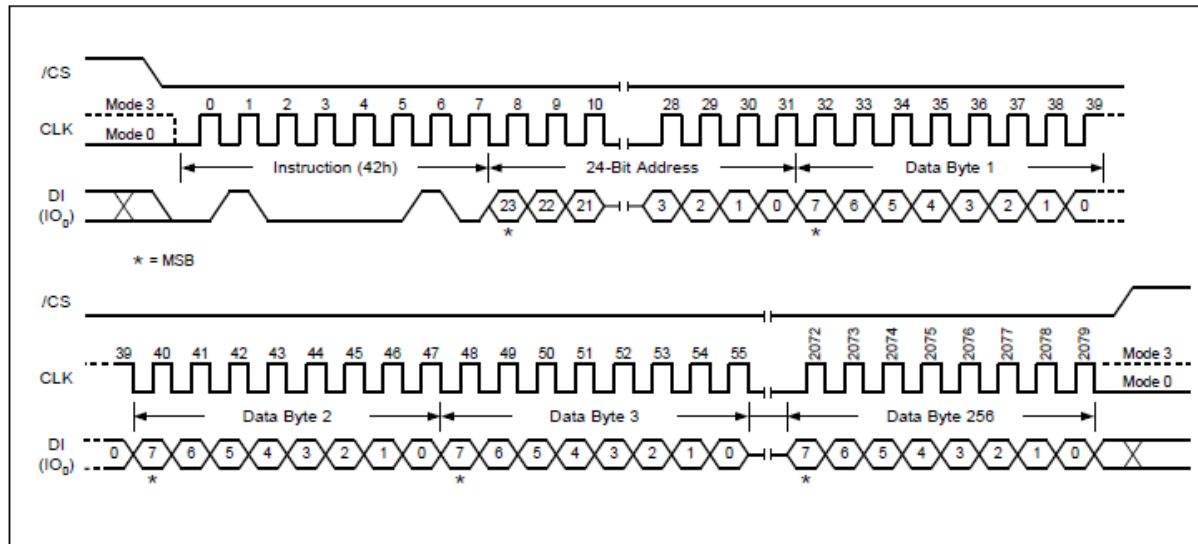 /CS
Mode 3 0 1 2 3 4 5 6 7 8 9 10 28 29 30 31 32 33 34 35 36 37 38 39
CLK Mode 0
Instruction (42h) 24-Bit Address Data Byte 1
DI
(IO₀) 23 22 21 3 2 1 0 7 6 5 4 3 2 1 0
* *
* = MSB
/CS
39 40 41 42 43 44 45 46 47 48 49 50 51 52 53 54 55 2072 2073 2074 2075 2076 2077 2078 2079 Mode 3
CLK Mode 0
Data Byte 2 Data Byte 3 Data Byte 256
DI
(IO₀) 0 7 6 5 4 3 2 1 0 7 6 5 4 3 2 1 0 7 6 5 4 3 2 1 0
* * *